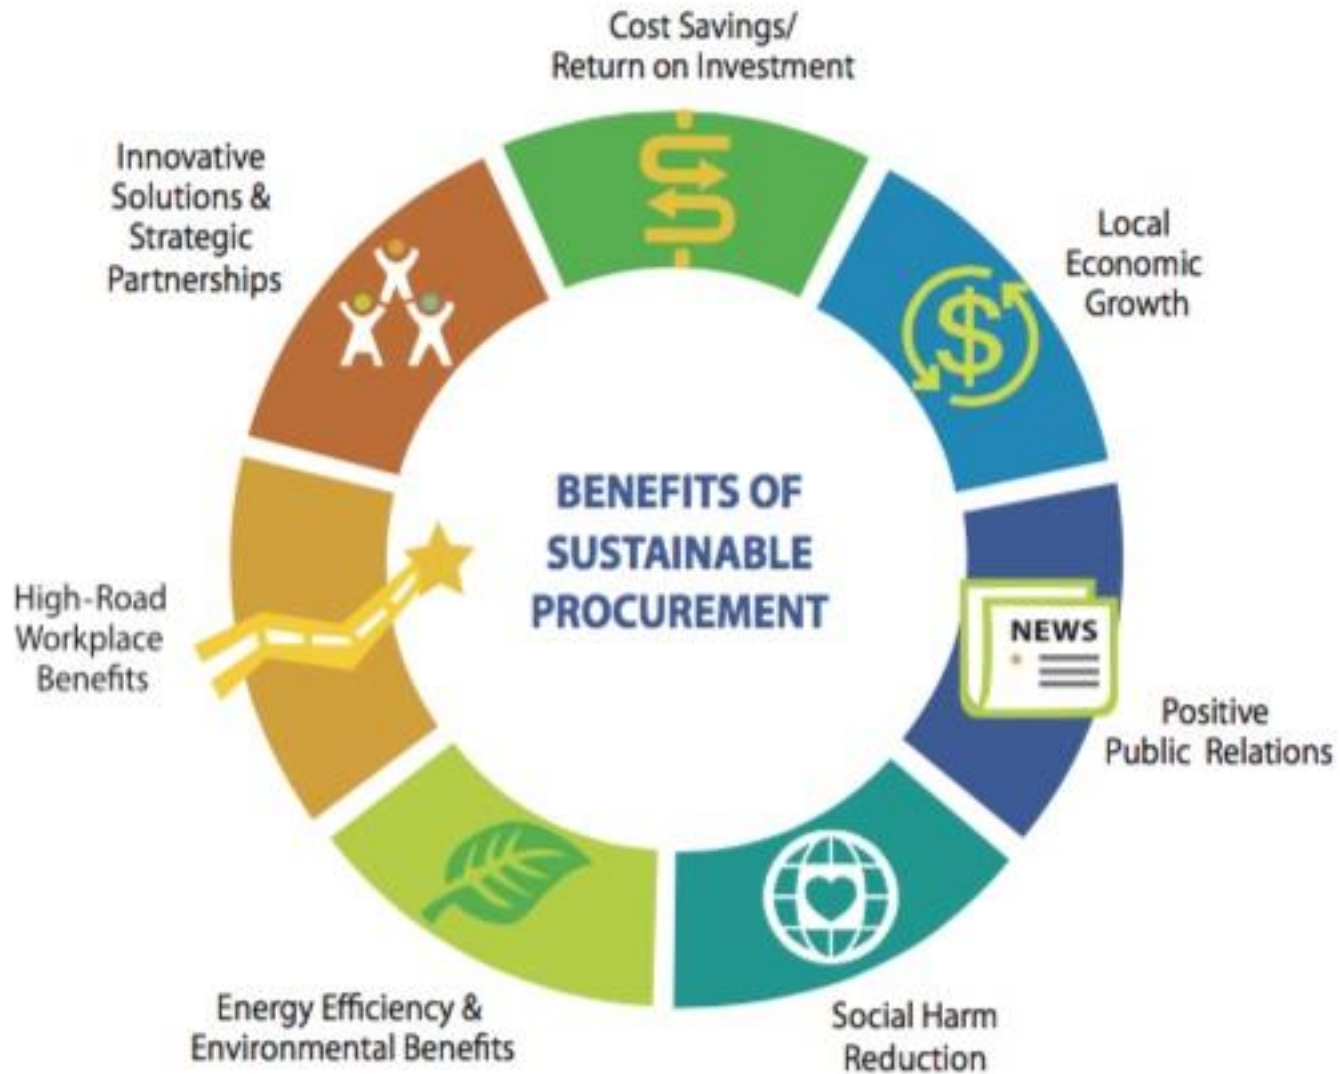 Cost Savings/
Return on Investment
Innovative
Solutions &
Strategic
Partnerships
Local
Economic
Growth
BENEFITS OF
SUSTAINABLE
PROCUREMENT
High-Road
Workplace
Benefits
NEWS
Positive
Public Relations
Energy Efficiency &
Environmental Benefits
Social Harm
Reduction
$